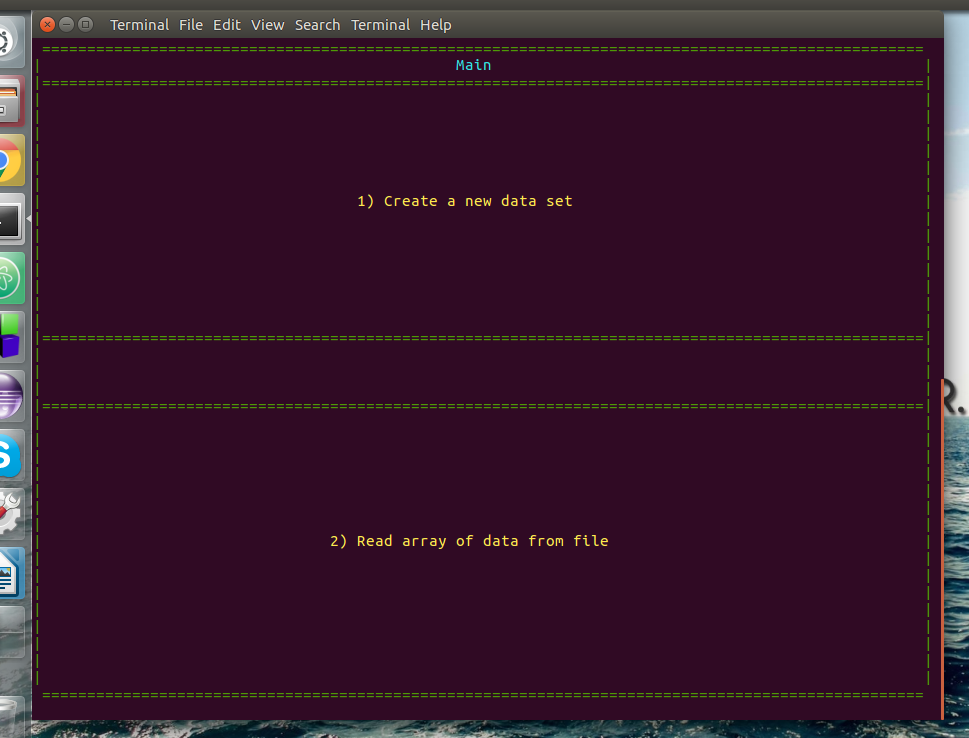 Terminal File Edit View Search Terminal Help
Main
1) Create a new data set
2) Read array of data from file
R.